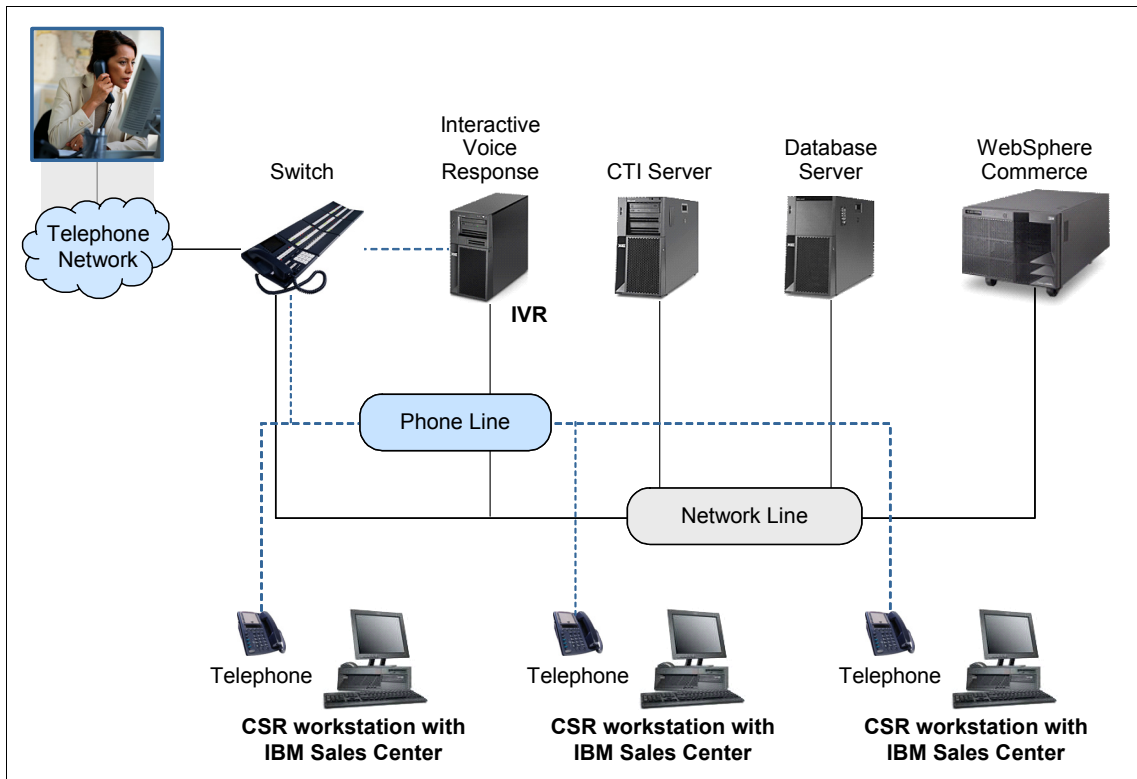 Interactive
Voice
Response
Switch
CTI Server
Database
Server
WebSphere
Commerce
Telephone
Network
IVR
Phone Line
Network Line
Telephone
Telephone
Telephone
CSR workstation with
IBM Sales Center
CSR workstation with
IBM Sales Center
CSR workstation with
IBM Sales Center